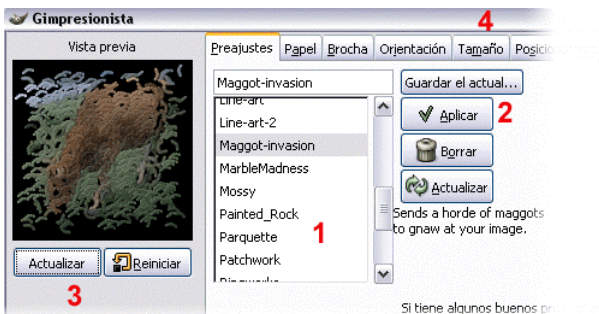 Gimpresionista
4
Vista previa
Preajustes Papel Brocha Orientación Tamaño
Maggot-invasion
Guardar el actual...
Line-art
Line-art-2
Maggot-invasion
MarbleMadness
Mossy
Painted_Rock
Parquette
Patchwork
Aplicar
2
Borrar
Actualizar
Sends a horde of maggots
to gnaw at your image.
1
Actualizar
Reiniciar
3
Si tiene algunos buenos